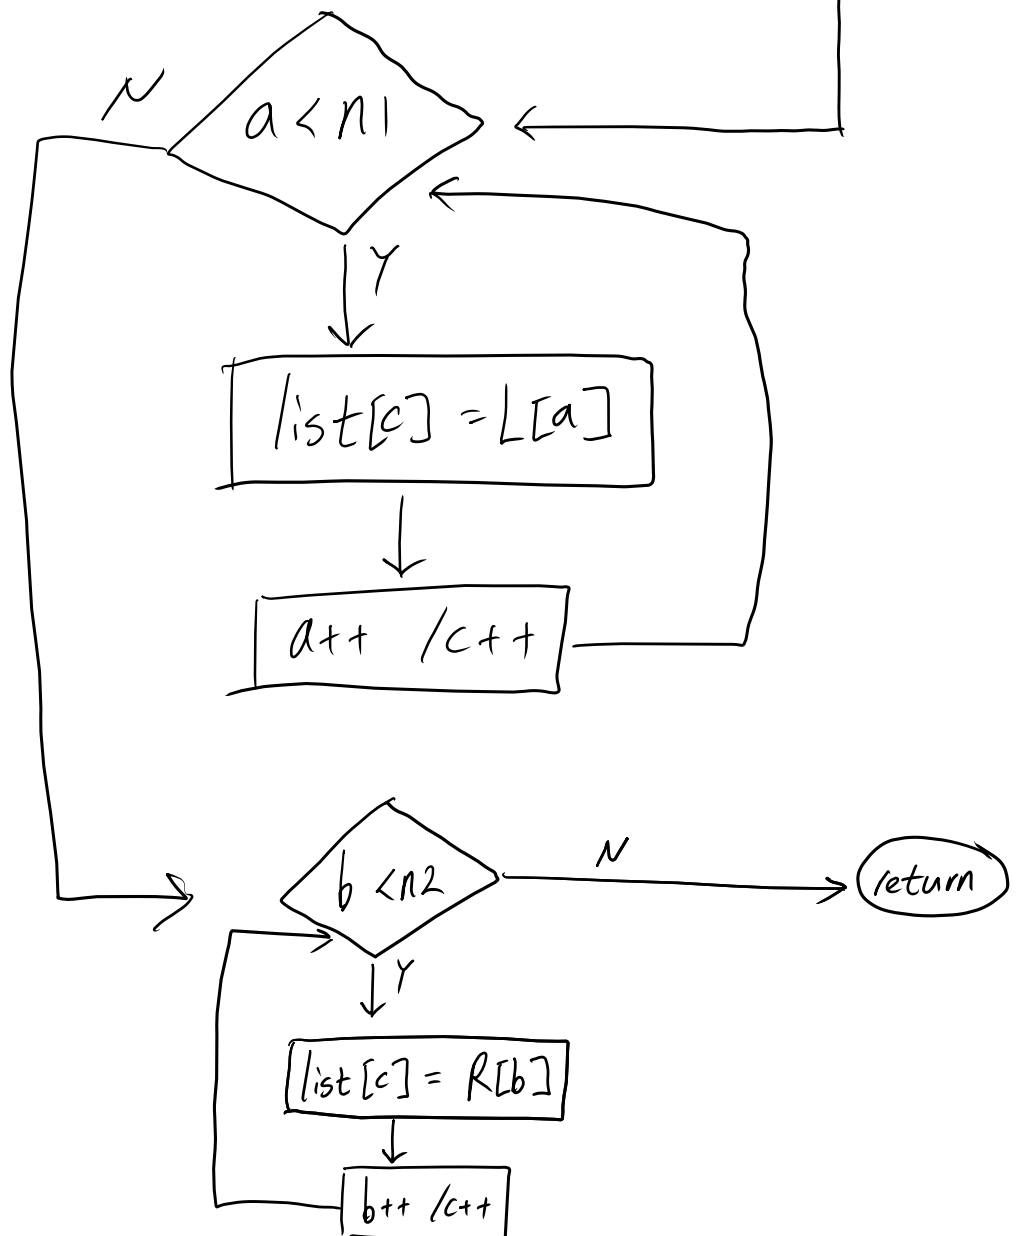 N
a < n1
Y
list[c] = L[a]
a++ /c++
b < n2
N
return
Y
list[c] = R[b]
b++ /c++